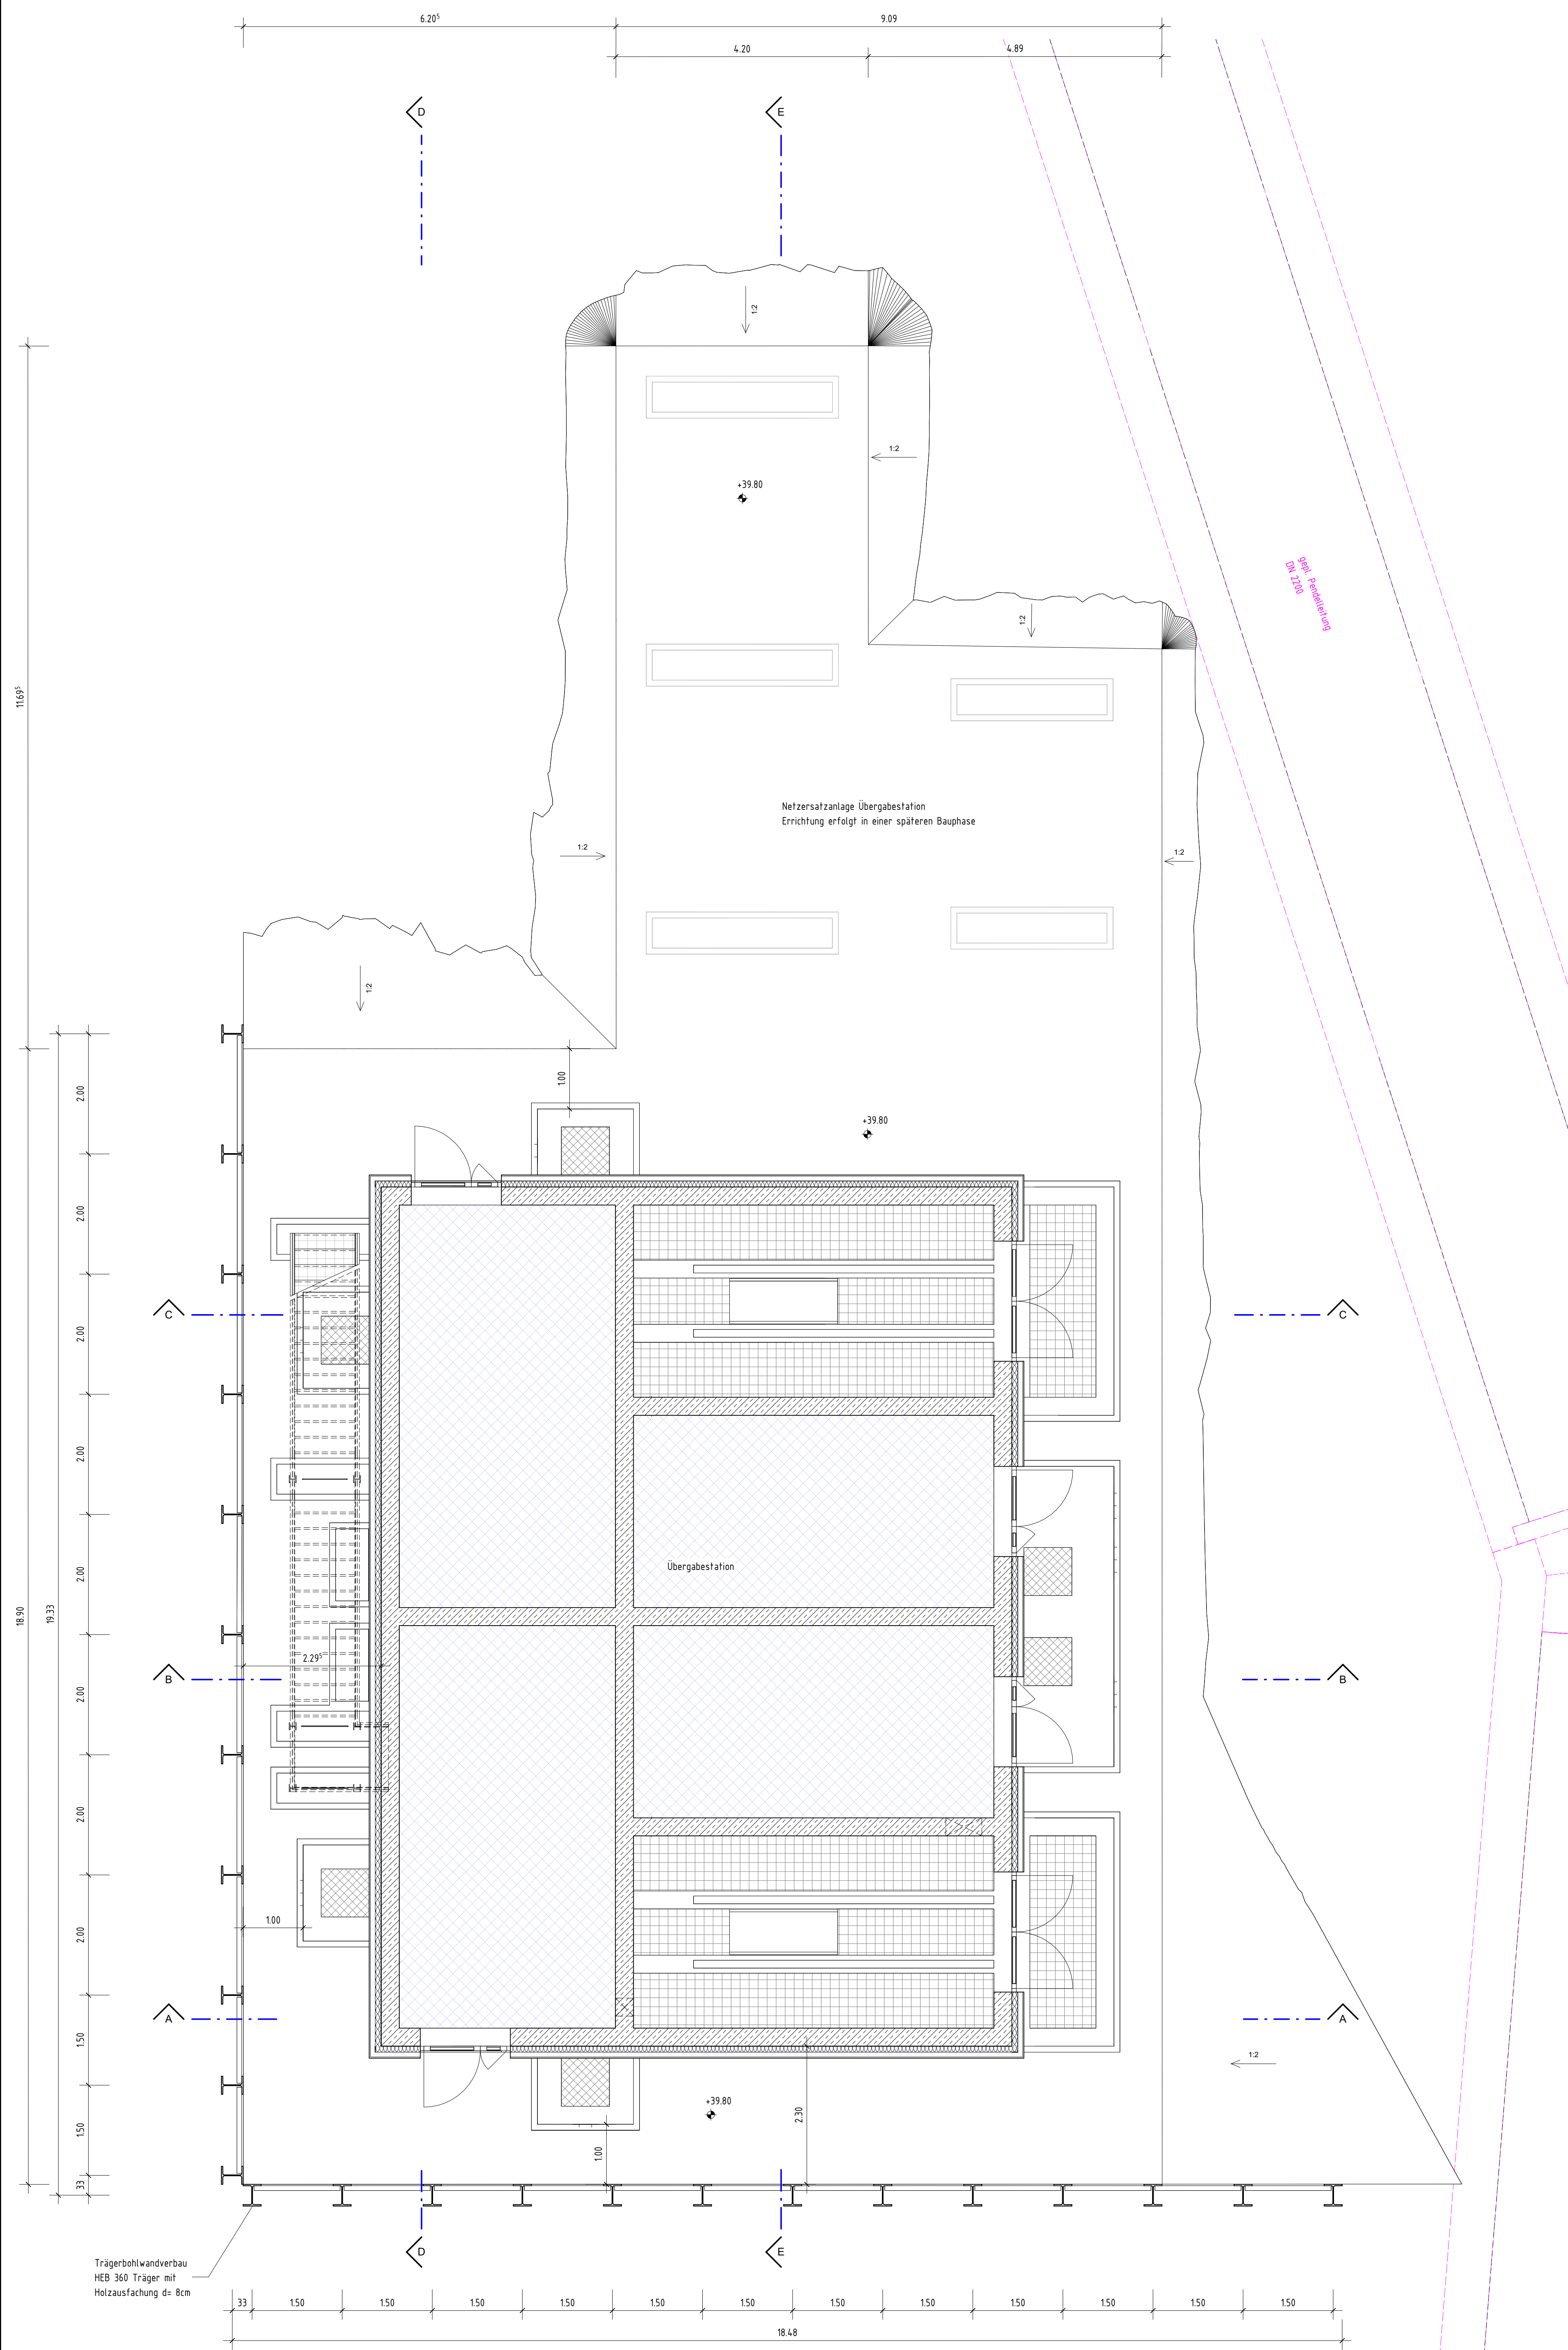 6.20⁵
9.09
4.20
4.89
D
E
1:2
1:2
+39.80
gepl. Pendelleitung
DN 2200
1:2
11.69⁵
Netzersatzanlage Übergabestation
Errichtung erfolgt in einer späteren Bauphase
1:2
1:2
1:2
1.00
2.00
+39.80
2.00
C
C
2.00
2.00
Übergabestation
2.00
18.90
19.33
2.29⁵
B
B
2.00
2.00
1.00
2.00
A
A
1.50
1:2
+39.80
2.30
1.50
1.00
33
D
E
Trägerbohlwandverbau
HEB 360 Träger mit
Holzausfachung d= 8cm
33
1.50
1.50
1.50
1.50
1.50
1.50
1.50
1.50
1.50
1.50
1.50
1.50
18.48